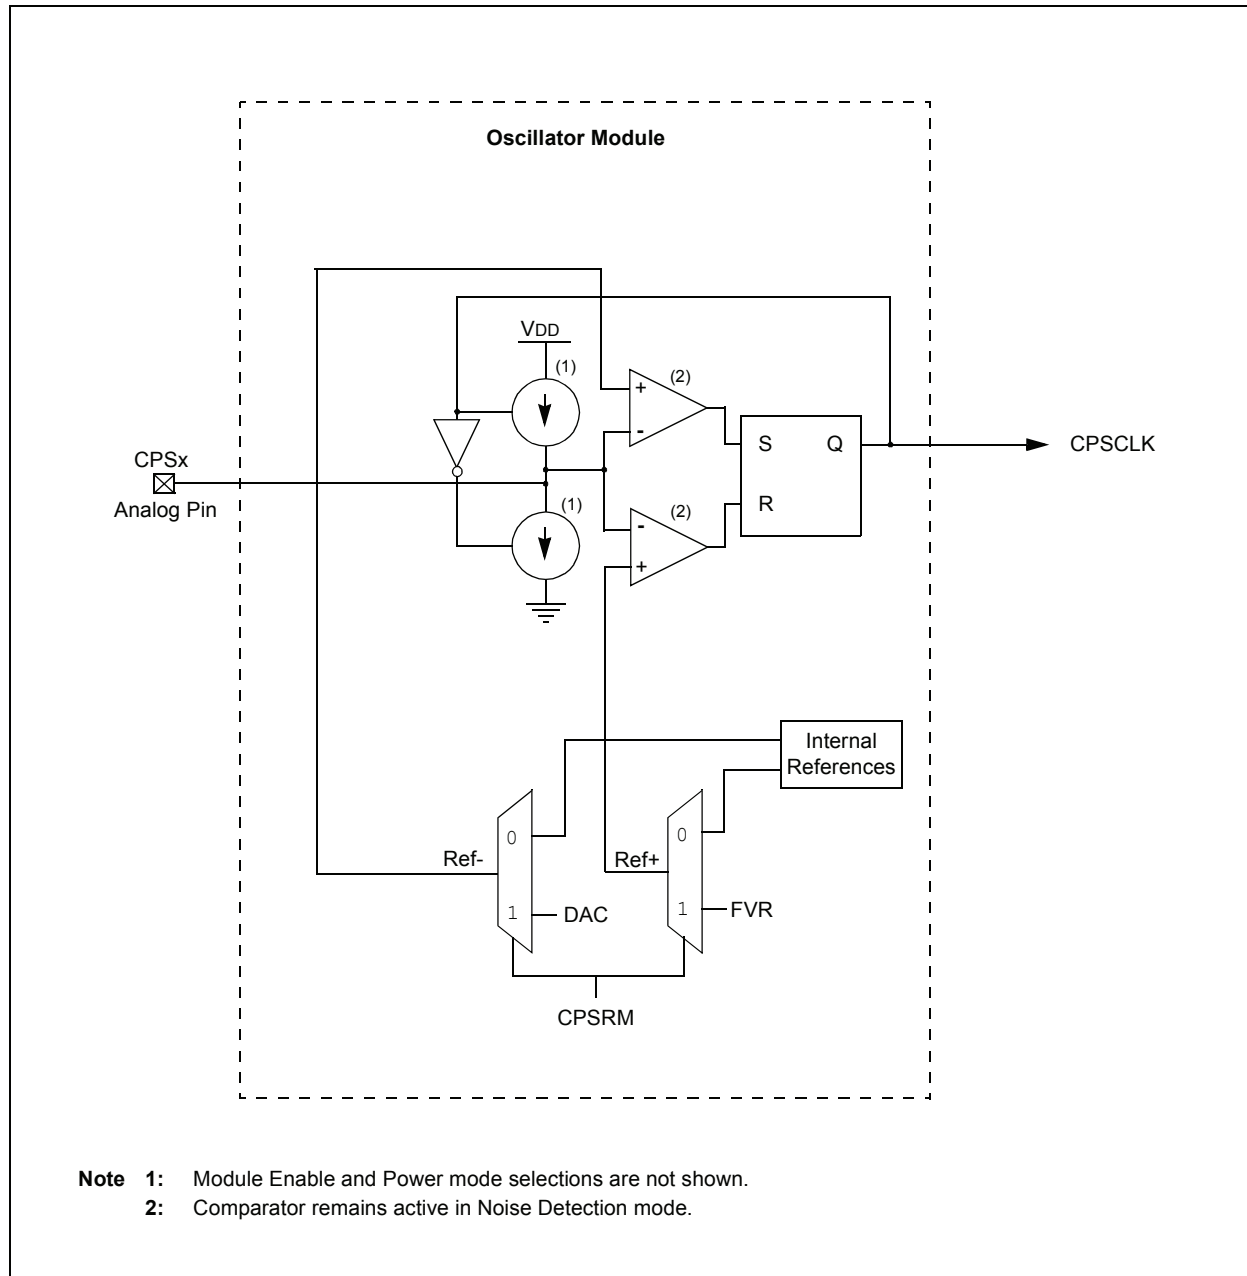 Oscillator Module
VDD
(1)
(2)
+
-
S
Q
CPSCLK
CPSx
Analog Pin
(1)
(2)
R
-
+
Internal
References
0
Ref-
0
Ref+
1
DAC
1
FVR
CPSRM
Note 1: Module Enable and Power mode selections are not shown.
2: Comparator remains active in Noise Detection mode.